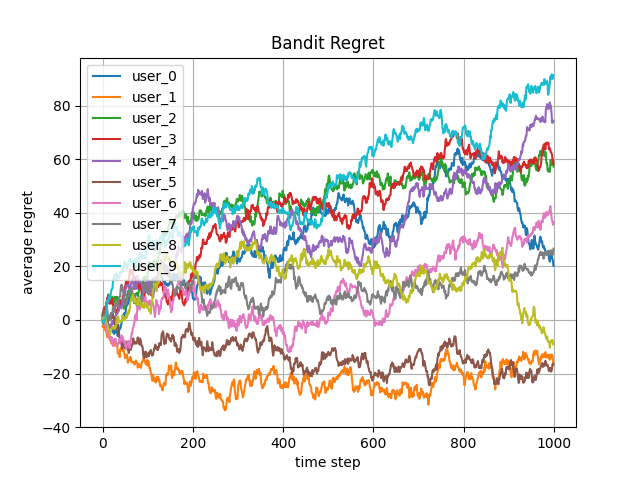 Bandit Regret
user_0
user_1
user_2
user_3
user_4
user_5
user_6
user_7
user_8
user_9
average regret
80
60
40
20
0
−20
−40
0
200
400
600
800
1000
time step